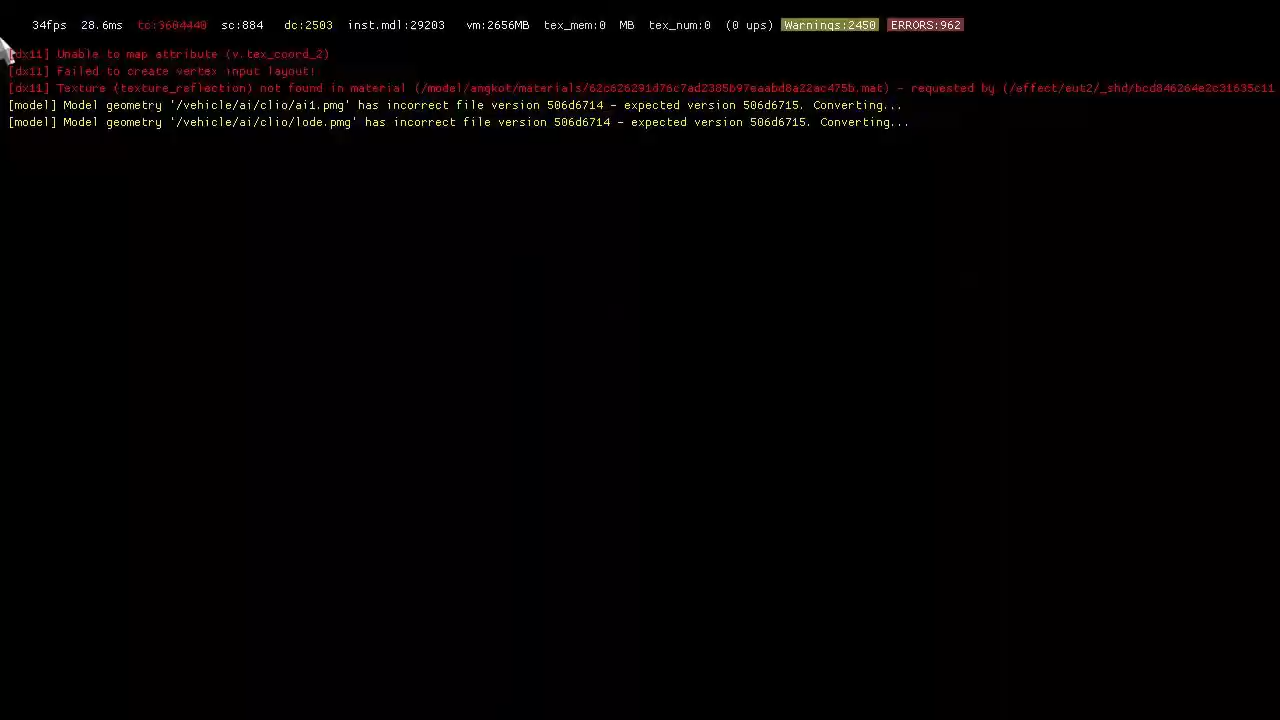 34fps 28.6ms tc:3604440 sc:884 dc:2503 inst.mdl:29203 vm:2656MB tex_mem:0 MB tex_num:0 (0 ups) Warnings:2450 ERRORS:962
[dx11] Unable to map attribute (v.tex_coord_2)
[dx11] Failed to create vertex input layout!
[dx11] Texture (texture_reflection) not found in material (/model/angkot/materials/62c626291d76c7ad2385b97eaabd8a22ac475b.mat) - requested by (/effect/eut2/_shd/bcd846264e2c31635c11
[model] Model geometry '/vehicle/ai/clio/ai1.pmg' has incorrect file version 506d6714 - expected version 506d6715. Converting...
[model] Model geometry '/vehicle/ai/clio/lode.pmg' has incorrect file version 506d6714 - expected version 506d6715. Converting...